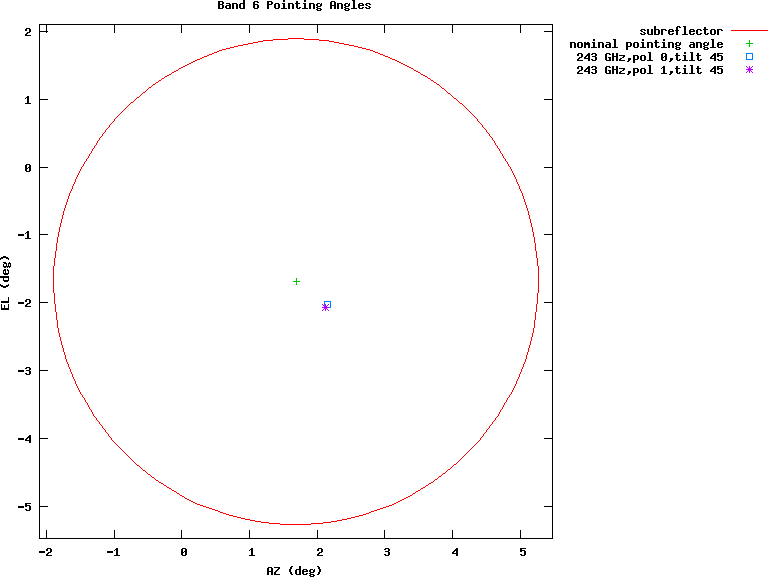 Band 6 Pointing Angles
subreflector
nominal pointing angle
243 GHz,pol 0,tilt 45
243 GHz,pol 1,tilt 45
2
1
0
-1
-2
-3
-4
-5
EL (deg)
-2 -1 0 1 2 3 4 5
AZ (deg)